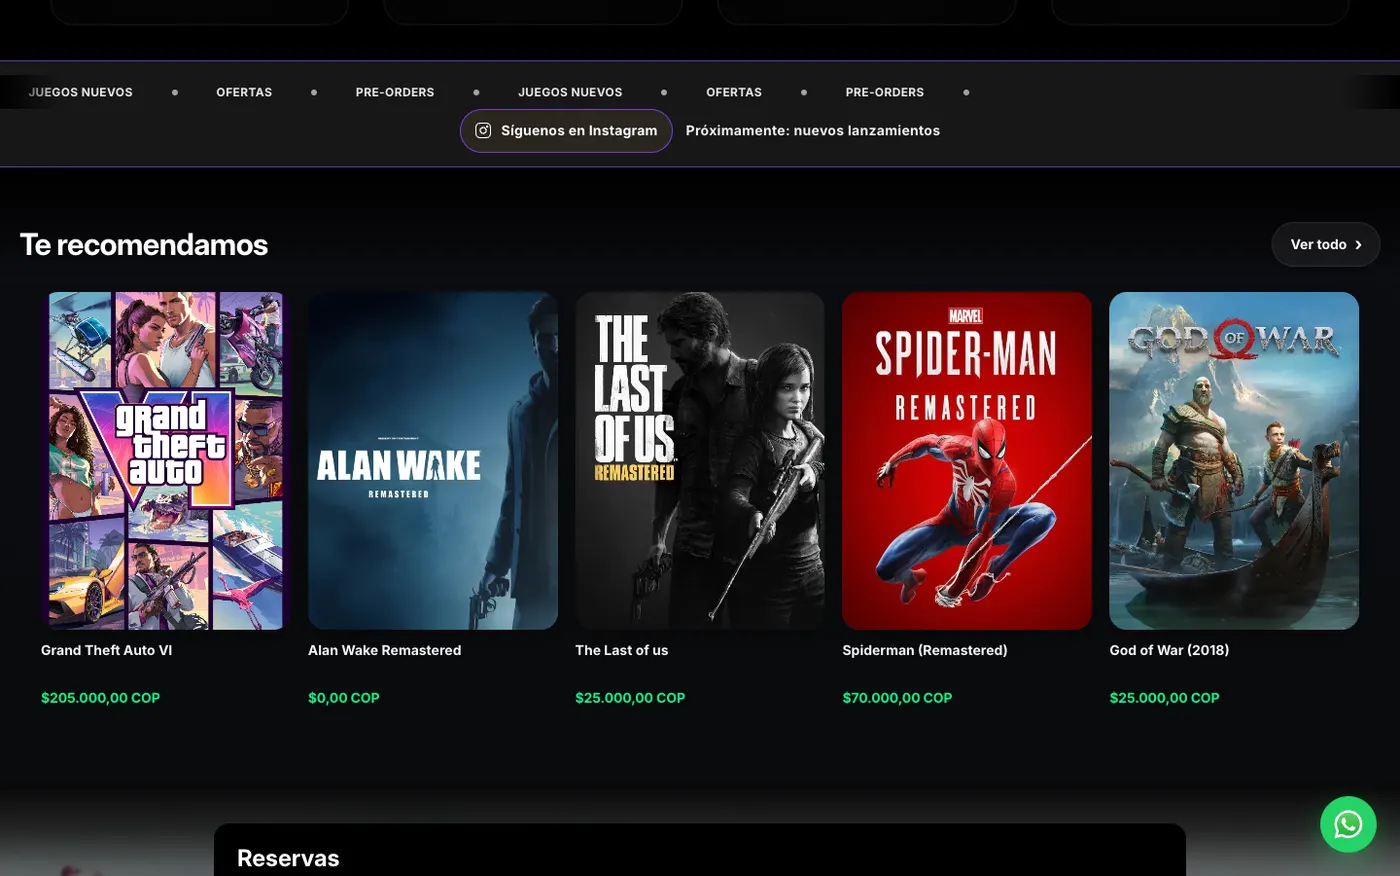 JUEGOS NUEVOS • OFERTAS • PRE-ORDERS • JUEGOS NUEVOS • OFERTAS • PRE-ORDERS •
Síguenos en Instagram Próximamente: nuevos lanzamientos
Te recomendamos
Ver todo ›
grand
theft
auto
VI
ALAN WAKE
REMASTERED
THE
LAST
OF US
REMASTERED
MARVEL
SPIDER-MAN
REMASTERED
GOD OF WAR
Grand Theft Auto VI
Alan Wake Remastered
The Last of us
Spiderman (Remastered)
God of War (2018)
$205.000,00 COP
$0,00 COP
$25.000,00 COP
$70.000,00 COP
$25.000,00 COP
Reservas